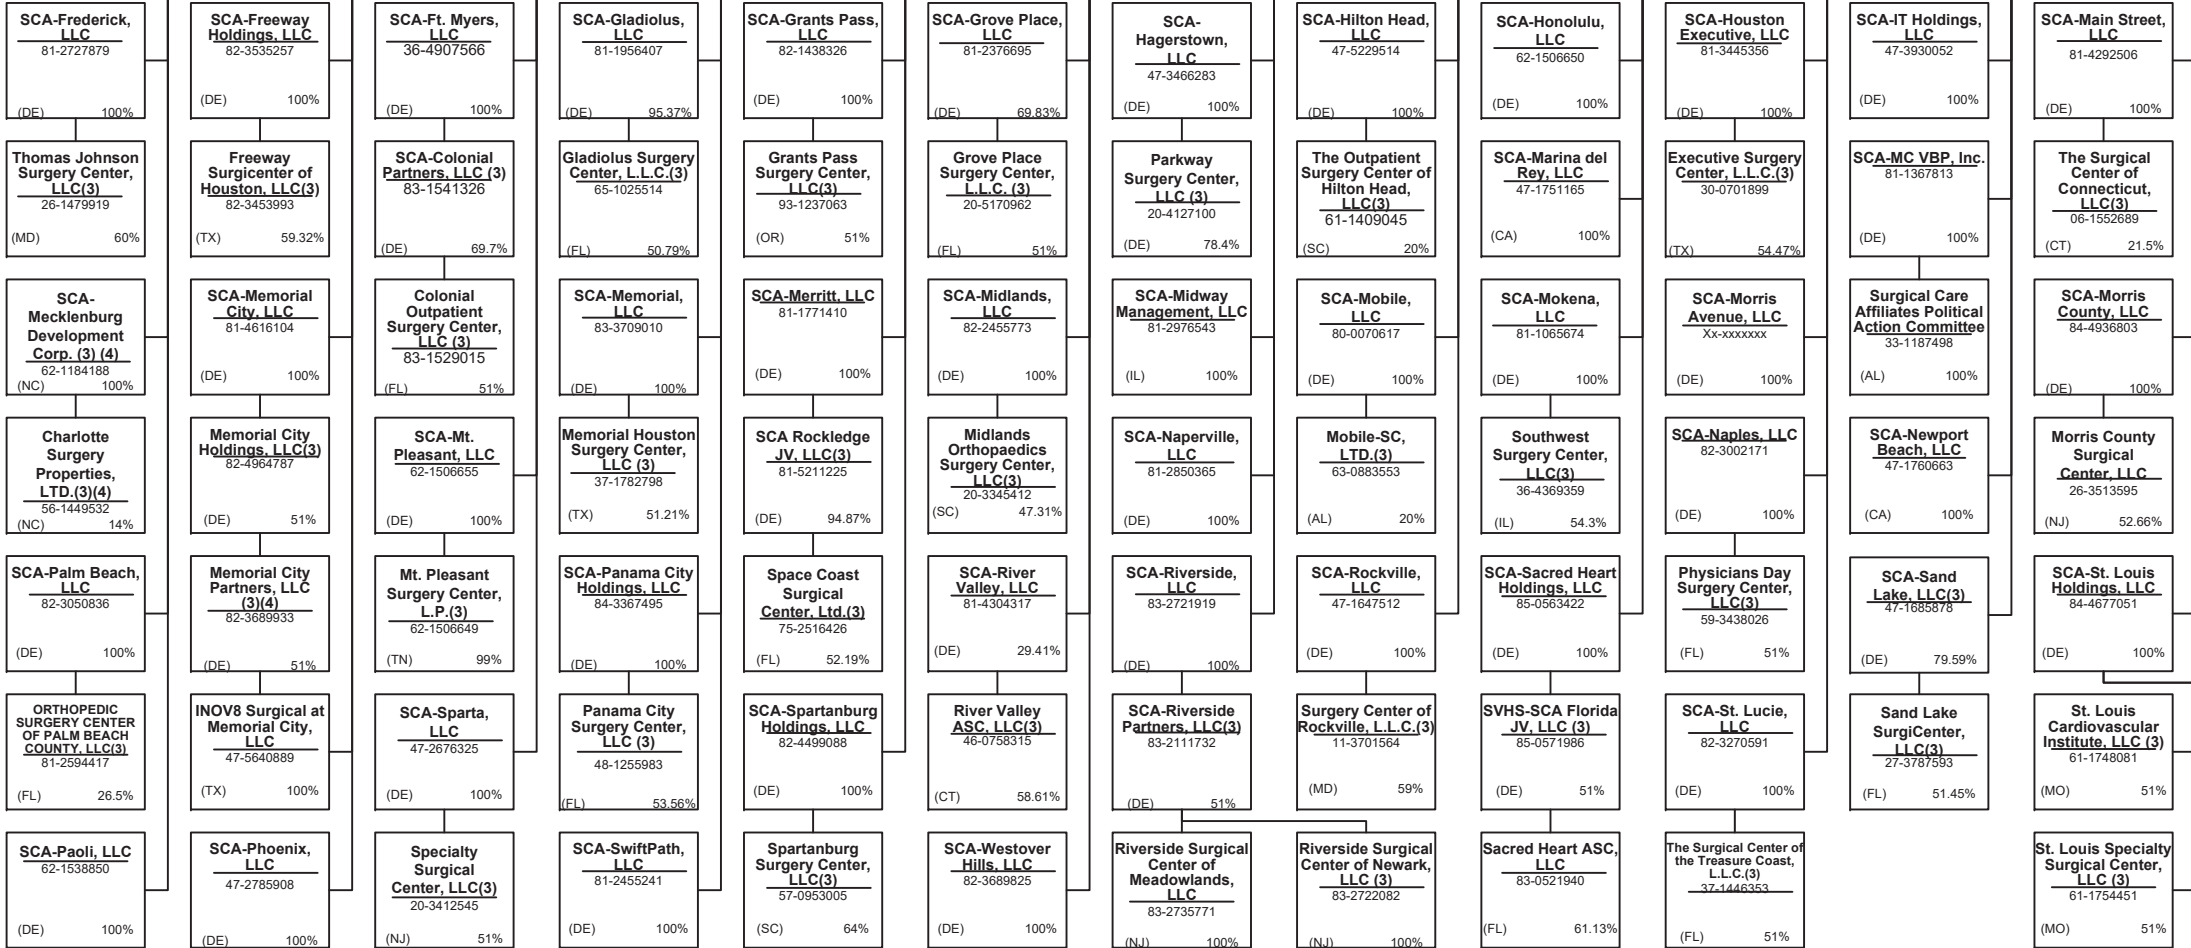 SCA-Frederick,
LLC
81-2727879
(DE) 100%
SCA-Freeway
Holdings, LLC
82-3535257
(DE) 100%
SCA-Ft. Myers,
LLC
36-4907566
(DE) 100%
SCA-Gladiolus,
LLC
81-1956407
(DE) 95.37%
SCA-Grants Pass,
LLC
82-1438326
(DE) 100%
SCA-Grove Place,
LLC
81-2376695
(DE) 69.83%
SCA-
Hagerstown,
LLC
47-3466283
(DE) 100%
SCA-Hilton Head,
LLC
47-5229514
(DE) 100%
SCA-Honolulu,
LLC
62-1506650
(DE) 100%
SCA-Houston
Executive, LLC
81-3445356
(DE) 100%
SCA-IT Holdings,
LLC
47-3930052
(DE) 100%
SCA-Main Street,
LLC
81-4292506
(DE) 100%
Thomas Johnson
Surgery Center,
LLC(3)
26-1479919
(MD) 60%
Freeway
Surgicenter of
Houston, LLC(3)
82-3453993
(TX) 59.32%
SCA-Colonial
Partners, LLC (3)
83-1541326
(DE) 69.7%
Gladiolus Surgery
Center, L.L.C.(3)
65-1025514
(FL) 50.79%
Grants Pass
Surgery Center,
LLC(3)
93-1237063
(OR) 51%
Grove Place
Surgery Center,
L.L.C. (3)
20-5170962
(FL) 51%
Parkway
Surgery Center,
LLC (3)
20-4127100
(DE) 78.4%
The Outpatient
Surgery Center of
Hilton Head,
LLC(3)
61-1409045
(SC) 20%
SCA-Marina del
Rey, LLC
47-1751165
(CA) 100%
Executive Surgery
Center, L.L.C.(3)
30-0701899
(TX) 54.47%
SCA-MC VBP, Inc.
81-1367813
(DE) 100%
The Surgical
Center of
Connecticut,
LLC(3)
06-1552689
(CT) 21.5%
SCA-
Mecklenburg
Development
Corp. (3) (4)
62-1184188
(NC) 100%
SCA-Memorial
City, LLC
81-4616104
(DE) 100%
Colonial
Outpatient
Surgery Center,
LLC (3)
83-1529015
(FL) 51%
SCA-Memorial,
LLC
83-3709010
(DE) 100%
SCA-Merritt, LLC
81-1771410
(DE) 100%
SCA-Midlands,
LLC
82-2455773
(DE) 100%
SCA-Midway
Management, LLC
81-2976543
(IL) 100%
SCA-Mobile,
LLC
80-0070617
(DE) 100%
SCA-Mokena,
LLC
81-1065674
(DE) 100%
SCA-Morris
Avenue, LLC
Xx-xxxxxxx
(DE) 100%
Surgical Care
Affiliates Political
Action Committee
33-1187498
(AL) 100%
SCA-Morris
County, LLC
84-4936803
(DE) 100%
Charlotte
Surgery
Properties,
LTD.(3)(4)
56-1449532
(NC) 14%
Memorial City
Holdings, LLC(3)
82-4964787
(DE) 51%
SCA-Mt.
Pleasant, LLC
62-1506655
(DE) 100%
Memorial Houston
Surgery Center,
LLC (3)
37-1782798
(TX) 51.21%
SCA Rockledge
JV, LLC(3)
81-5211225
(DE) 94.87%
Midlands
Orthopaedics
Surgery Center,
LLC(3)
20-3345412
(SC) 47.31%
SCA-Naperville,
LLC
81-2850365
(DE) 100%
Mobile-SC,
LTD.(3)
63-0883553
(AL) 20%
Southwest
Surgery Center,
LLC(3)
36-4369359
(IL) 54.3%
SCA-Naples, LLC
82-3002171
(DE) 100%
SCA-Newport
Beach, LLC
47-1760663
(CA) 100%
Morris County
Surgical
Center, LLC
26-3513595
(NJ) 52.66%
SCA-Palm Beach,
LLC
82-3050836
(DE) 100%
Memorial City
Partners, LLC
(3)(4)
82-3689933
(DE) 51%
Mt. Pleasant
Surgery Center,
L.P.(3)
62-1506649
(TN) 99%
SCA-Panama City
Holdings, LLC
84-3367495
(DE) 100%
Space Coast
Surgical
Center, Ltd.(3)
75-2516426
(FL) 52.19%
SCA-River
Valley, LLC
81-4304317
(DE) 29.41%
SCA-Riverside,
LLC
83-2721919
(DE) 100%
SCA-Rockville,
LLC
47-1647512
(DE) 100%
SCA-Sacred Heart
Holdings, LLC
85-0563422
(DE) 100%
Physicians Day
Surgery Center,
LLC(3)
59-3438026
(FL) 51%
SCA-Sand
Lake, LLC(3)
47-1685878
(DE) 79.59%
SCA-St. Louis
Holdings, LLC
84-4677051
(DE) 100%
ORTHOPEDIC
SURGERY CENTER
OF PALM BEACH
COUNTY, LLC(3)
81-2594417
(FL) 26.5%
INOV8 Surgical at
Memorial City,
LLC
47-5640889
(TX) 100%
SCA-Sparta,
LLC
47-2676325
(DE) 100%
Panama City
Surgery Center,
LLC (3)
48-1255983
(FL) 53.56%
SCA-Spartanburg
Holdings, LLC
82-4499088
(DE) 100%
River Valley
ASC, LLC(3)
46-0758315
(CT) 58.61%
SCA-Riverside
Partners, LLC(3)
83-2111732
(DE) 51%
Surgery Center of
Rockville, L.L.C.(3)
11-3701564
(MD) 59%
SVHS-SCA Florida
JV, LLC(3)
85-0571986
(DE) 51%
SCA-St. Lucie,
LLC
82-3270591
(DE) 100%
Sand Lake
SurgiCenter,
LLC(3)
27-3787593
(FL) 51.45%
St. Louis
Cardiovascular
Institute, LLC (3)
61-1748081
(MO) 51%
SCA-Paoli, LLC
62-1538850
(DE) 100%
SCA-Phoenix,
LLC
47-2785908
(DE) 100%
Specialty
Surgical
Center, LLC(3)
20-3412545
(NJ) 51%
SCA-SwiftPath,
LLC
81-2455241
(DE) 100%
Spartanburg
Surgery Center,
LLC(3)
57-0953005
(SC) 64%
SCA-Westover
Hills, LLC
82-3689825
(DE) 100%
Riverside Surgical
Center of
Meadowlands,
LLC
83-2735771
(NJ) 100%
Riverside Surgical
Center of Newark,
LLC (3)
83-2722082
(NJ) 100%
Sacred Heart ASC,
LLC
83-0521940
(FL) 61.13%
The Surgical Center of
the Treasure Coast,
L.L.C.(3)
37-1446353
(FL) 51%
St. Louis Specialty
Surgical Center,
LLC (3)
61-1754451
(MO) 51%